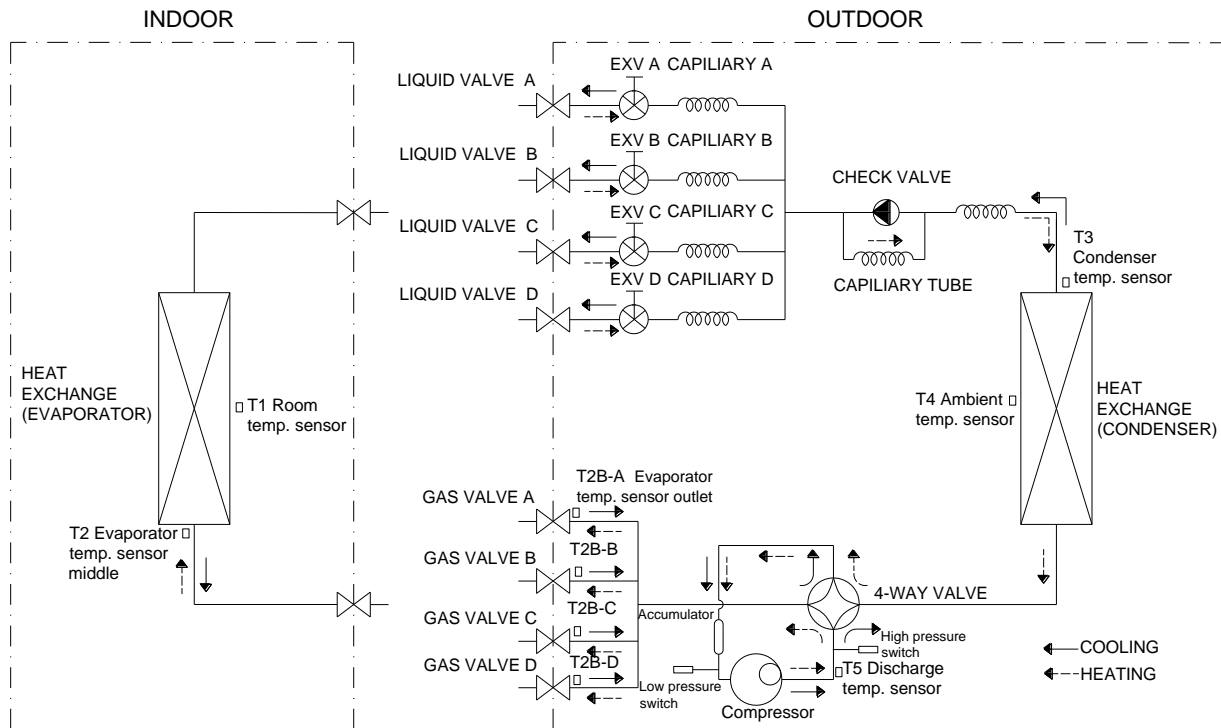 INDOOR
OUTDOOR
LIQUID VALVE A
EXV A CAPILIARY A
LIQUID VALVE B
EXV B CAPILIARY B
LIQUID VALVE C
EXV C CAPILIARY C
LIQUID VALVE D
EXV D CAPILIARY D
CHECK VALVE
CAPILIARY TUBE
T3
Condenser
temp. sensor
HEAT
EXCHANGE
(EVAPORATOR)
T1 Room
temp. sensor
T4 Ambient
temp. sensor
HEAT
EXCHANGE
(CONDENSER)
T2 Evaporator
temp. sensor
middle
GAS VALVE A
T2B-A Evaporator
temp. sensor outlet
GAS VALVE B
T2B-B
GAS VALVE C
T2B-C
GAS VALVE D
T2B-D
Accumulator
4-WAY VALVE
High pressure
switch
Low pressure
switch
T5 Discharge
temp. sensor
Compressor
COOLING
HEATING